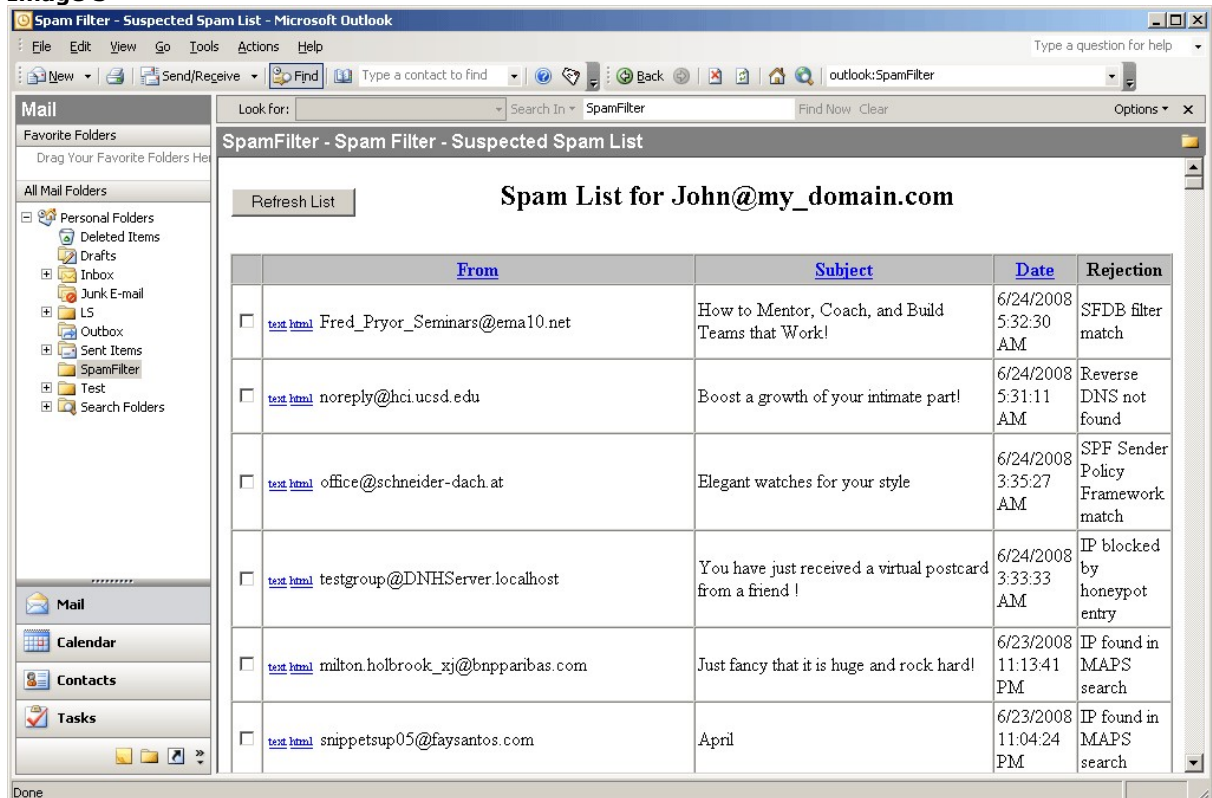 Spam Filter - Suspected Spam List - Microsoft Outlook
File Edit View Go Tools Actions Help
Type a question for help
New Send/Receive Find Type a contact to find Back outlook:SpamFilter
Mail
Look for: Search In SpamFilter Find Now Clear Options
Favorite Folders
Drag Your Favorite Folders Her
SpamFilter - Spam Filter - Suspected Spam List
All Mail Folders
Personal Folders
Deleted Items
Drafts
Inbox
Junk E-mail
LS
Outbox
Sent Items
SpamFilter
Test
Search Folders
Mail
Calendar
Contacts
Tasks
Refresh List
Spam List for John@my_domain.com
From Subject Date Rejection
text html Fred_Pryor_Seminars@ema10.net
How to Mentor, Coach, and Build
Teams that Work!
6/24/2008
5:32:30
AM
SFDB filter
match
text html noreply@hci.ucsd.edu
Boost a growth of your intimate part!
6/24/2008
5:31:11
AM
Reverse
DNS not
found
text html office@schneider-dach.at
Elegant watches for your style
6/24/2008
3:35:27
AM
SPF Sender
Policy
Framework
match
text html testgroup@DNHServer.localhost
You have just received a virtual postcard
from a friend !
6/24/2008
3:33:33
AM
IP blocked
by
honeypot
entry
text html milton.holbrook_xj@bnpparibas.com
Just fancy that it is huge and rock hard!
6/23/2008
11:13:41
PM
IP found in
MAPS
search
text html snippetsup05@faysantos.com
April
6/23/2008
11:04:24
PM
IP found in
MAPS
search
Done